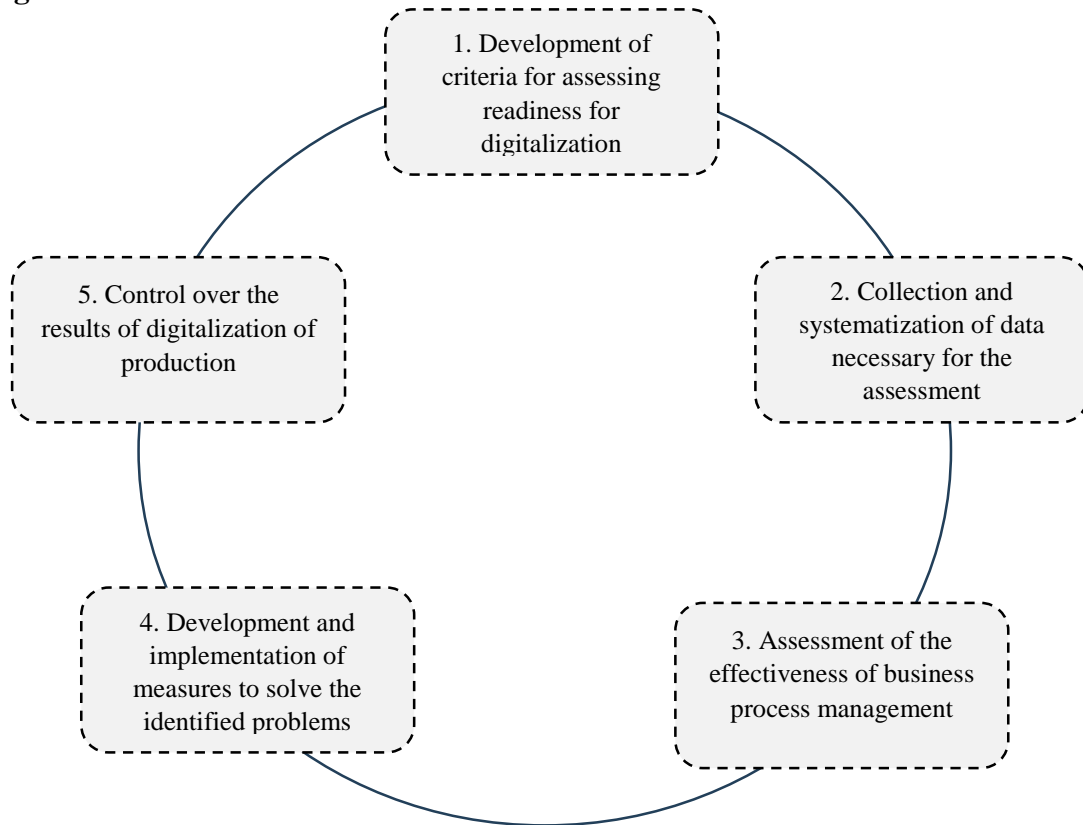 1. Development of
criteria for assessing
readiness for
digitalization
5. Control over the
results of digitalization of
production
2. Collection and
systematization of data
necessary for the
assessment
4. Development and
implementation of
measures to solve the
identified problems
3. Assessment of the
effectiveness of business
process management